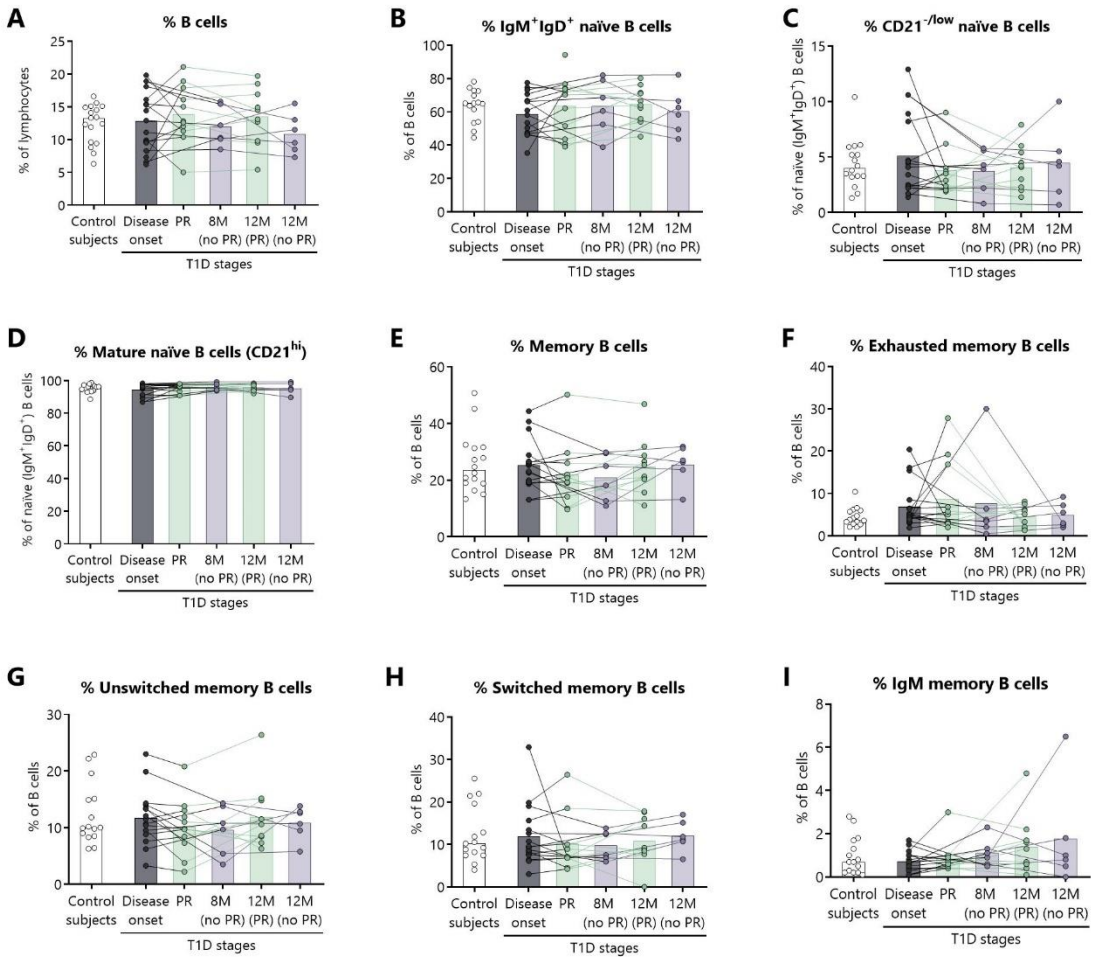 A
% B cells
% of lymphocytes
25
20
15
10
5
0
Control subjects
Disease onset
PR
8M (no PR)
12M (PR)
12M (no PR)
T1D stages
B
% IgM⁺IgD⁺ naïve B cells
% of B cells
100
80
60
40
20
0
Control subjects
Disease onset
PR
8M (no PR)
12M (PR)
12M (no PR)
T1D stages
C
% CD21⁻/low naïve B cells
% of naïve (IgM⁺IgD⁺) B cells
15
10
5
0
Control subjects
Disease onset
PR
8M (no PR)
12M (PR)
12M (no PR)
T1D stages
D
% Mature naïve B cells (CD21hi)
% of naïve (IgM⁺IgD⁺) B cells
100
80
60
40
20
0
Control subjects
Disease onset
PR
8M (no PR)
12M (PR)
12M (no PR)
T1D stages
E
% Memory B cells
% of B cells
60
40
20
0
Control subjects
Disease onset
PR
8M (no PR)
12M (PR)
12M (no PR)
T1D stages
F
% Exhausted memory B cells
% of B cells
40
30
20
10
0
Control subjects
Disease onset
PR
8M (no PR)
12M (PR)
12M (no PR)
T1D stages
G
% Unswitched memory B cells
% of B cells
30
20
10
0
Control subjects
Disease onset
PR
8M (no PR)
12M (PR)
12M (no PR)
T1D stages
H
% Switched memory B cells
% of B cells
40
30
20
10
0
Control subjects
Disease onset
PR
8M (no PR)
12M (PR)
12M (no PR)
T1D stages
I
% IgM memory B cells
% of B cells
8
6
4
2
0
Control subjects
Disease onset
PR
8M (no PR)
12M (PR)
12M (no PR)
T1D stages